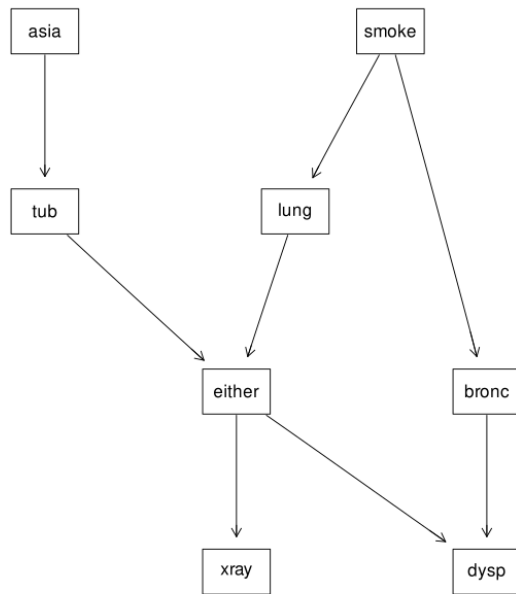 asia
smoke
tub
lung
either
bronc
xray
dysp